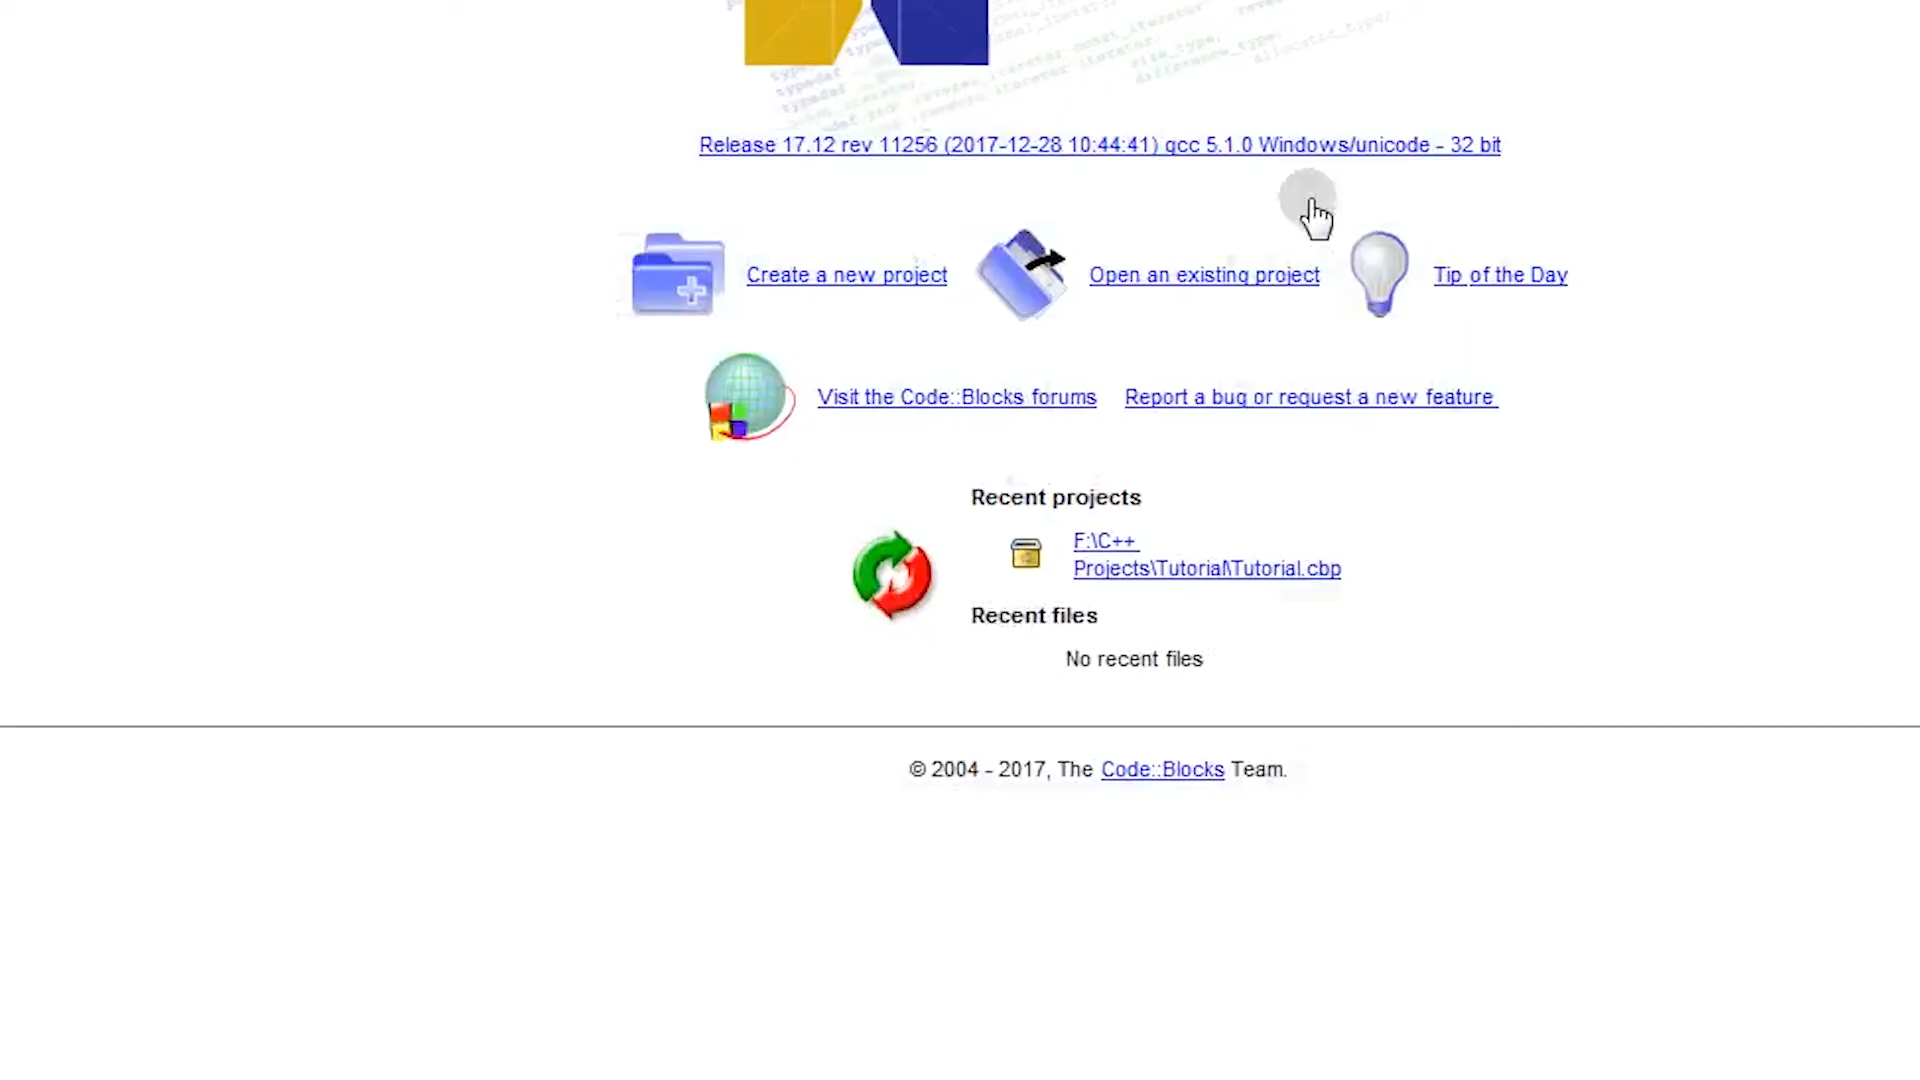 Release 17.12 rev 11256 (2017-12-28 10:44:41) gcc 5.1.0 Windows/unicode - 32 bit
Create a new project
Open an existing project
Tip of the Day
Visit the Code::Blocks forums
Report a bug or request a new feature
Recent projects
F:\C++
Projects\Tutorial\Tutorial.cbp
Recent files
No recent files
© 2004 - 2017, The Code::Blocks Team.